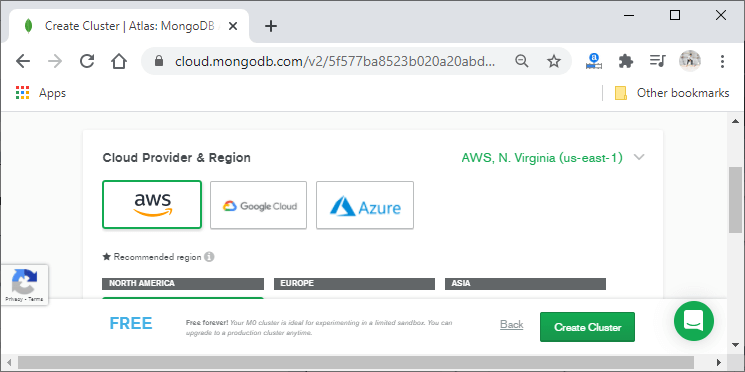 Create Cluster | Atlas: MongoDB
cloud.mongodb.com/v2/5f577ba8523b020a20abd...
Apps
Other bookmarks
Cloud Provider & Region
AWS, N. Virginia (us-east-1)
aws
Google Cloud
Azure
Recommended region
NORTH AMERICA
EUROPE
ASIA
Privacy - Terms
FREE
Free forever! Your M0 cluster is ideal for experimenting in a limited sandbox. You can
upgrade to a production cluster anytime.
Back
Create Cluster